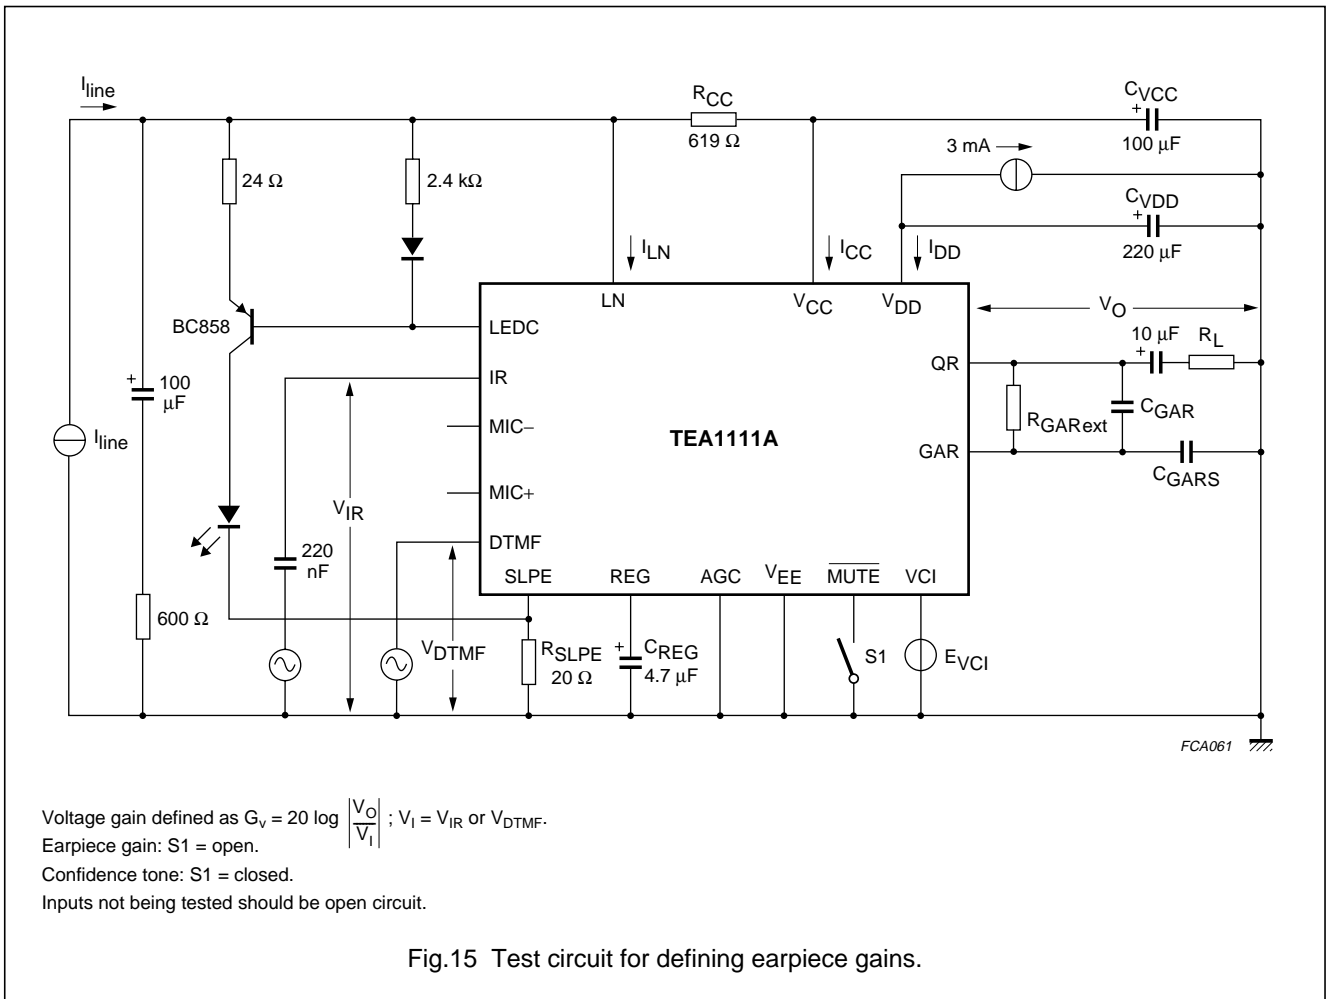 Iline
RCC
619 Ω
CVCC
+
100 µF
3 mA
24 Ω
2.4 kΩ
CVDD
+
220 µF
ILN
ICC
IDD
LN
VCC
VDD
VO
BC858
LEDC
10 µF
+
RL
QR
IR
+
100
µF
CGAR
RGARext
MIC−
Iline
TEA1111A
GAR
CGARS
MIC+
VIR
DTMF
220
nF
SLPE
REG
AGC
VEE
MUTE
VCI
600 Ω
VDTMF
RSLPE
20 Ω
+
CREG
4.7 µF
S1
EVCI
FCA061
Voltage gain defined as Gv = 20 log |VO/VI| ; VI = VIR or VDTMF.
Earpiece gain: S1 = open.
Confidence tone: S1 = closed.
Inputs not being tested should be open circuit.
Fig.15 Test circuit for defining earpiece gains.